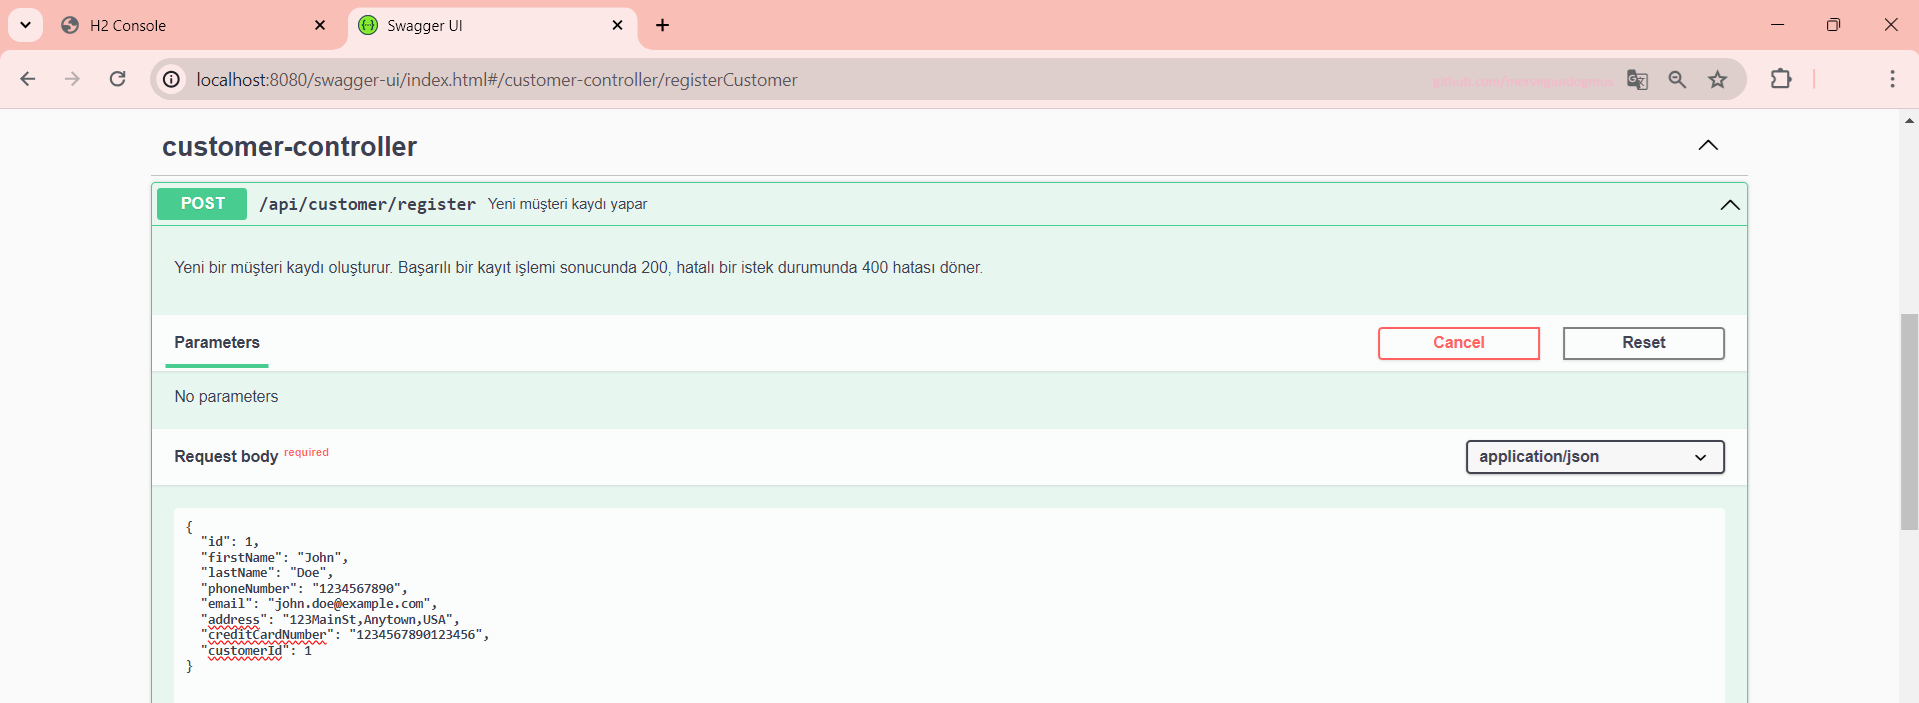 H2 Console
Swagger UI
localhost:8080/swagger-ui/index.html#/customer-controller/registerCustomer
github.com/mervegundogmus
customer-controller
POST /api/customer/register Yeni müşteri kaydı yapar
Yeni bir müşteri kaydı oluşturur. Başarılı bir kayıt işlemi sonucunda 200, hatalı bir istek durumunda 400 hatası döner.
Parameters
Cancel
Reset
No parameters
Request body required
application/json
{
  "id": 1,
  "firstName": "John",
  "lastName": "Doe",
  "phoneNumber": "1234567890",
  "email": "john.doe@example.com",
  "address": "123MainSt,Anytown,USA",
  "creditCardNumber": "1234567890123456",
  "customerId": 1
}